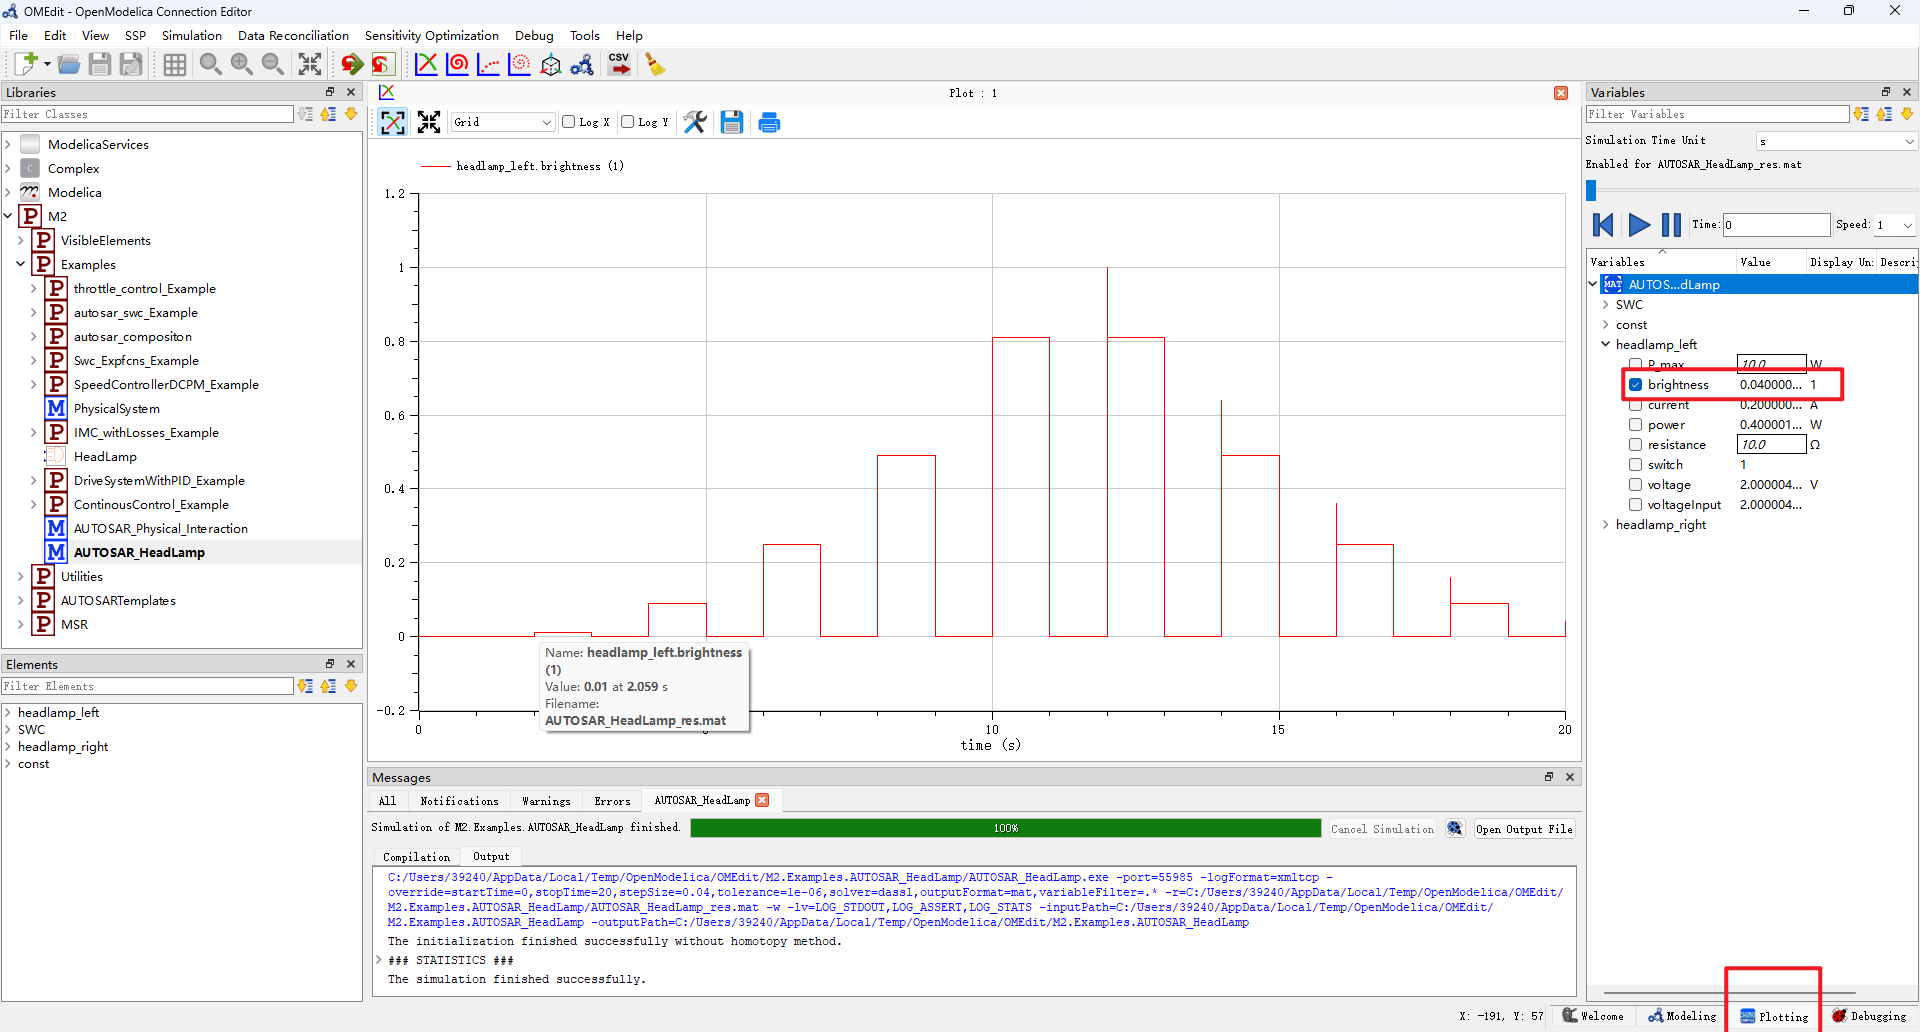 OMEdit - OpenModelica Connection Editor
File Edit View SSP Simulation Data Reconciliation Sensitivity Optimization Debug Tools Help
CSV
Libraries
Filter Classes
ModelicaServices
Complex
Modelica
M2
VisibleElements
Examples
throttle_control_Example
autosar_swc_Example
autosar_compositon
Swc_Expfcns_Example
SpeedControllerDCPM_Example
PhysicalSystem
IMC_withLosses_Example
HeadLamp
DriveSystemWithPID_Example
ContinousControl_Example
AUTOSAR_Physical_Interaction
AUTOSAR_HeadLamp
Utilities
AUTOSARTemplates
MSR
Elements
Filter Elements
headlamp_left
SWC
headlamp_right
const
Plot : 1
Grid Log X Log Y
headlamp_left.brightness (1)
1.2
1
0.8
0.6
0.4
0.2
0
-0.2
0 10 15 20
time (s)
Name: headlamp_left.brightness
(1)
Value: 0.01 at 2.059 s
Filename:
AUTOSAR_HeadLamp_res.mat
Messages
All Notifications Warnings Errors AUTOSAR_HeadLamp
Simulation of M2.Examples.AUTOSAR_HeadLamp finished. 100% Cancel Simulation Open Output File
Compilation Output
C:/Users/39240/AppData/Local/Temp/OpenModelica/OMEdit/M2.Examples.AUTOSAR_HeadLamp/AUTOSAR_HeadLamp.exe -port=55985 -logFormat=xmltcp -
override=startTime=0,stopTime=20,stepSize=0.04,tolerance=1e-06,solver=dassl,outputFormat=mat,variableFilter=.* -r=C:/Users/39240/AppData/Local/Temp/OpenModelica/OMEdit/
M2.Examples.AUTOSAR_HeadLamp/AUTOSAR_HeadLamp_res.mat -w -lv=LOG_STDOUT,LOG_ASSERT,LOG_STATS -inputPath=C:/Users/39240/AppData/Local/Temp/OpenModelica/OMEdit/
M2.Examples.AUTOSAR_HeadLamp -outputPath=C:/Users/39240/AppData/Local/Temp/OpenModelica/OMEdit/M2.Examples.AUTOSAR_HeadLamp
The initialization finished successfully without homotopy method.
### STATISTICS ###
The simulation finished successfully.
Variables
Filter Variables
Simulation Time Unit s
Enabled for AUTOSAR_HeadLamp_res.mat
Time: 0 Speed: 1
Variables Value Display Un: Descri
MAT AUTOS...dLamp
SWC
const
headlamp_left
P_max 10.0 W
brightness 0.040000... 1
current 0.200000... A
power 0.400001... W
resistance 10.0 Ω
switch 1
voltage 2.000004... V
voltageInput 2.000004...
headlamp_right
X: -191, Y: 57 Welcome Modeling Plotting Debugging